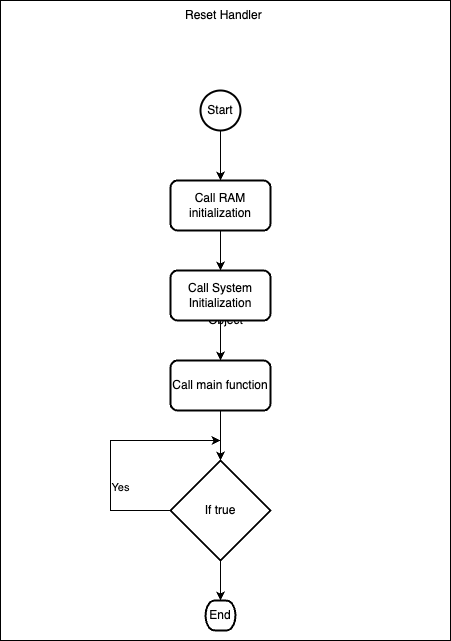 Reset Handler
Start
Call RAM
initialization
Call System
Initialization
Object
Call main function
Yes
If true
End